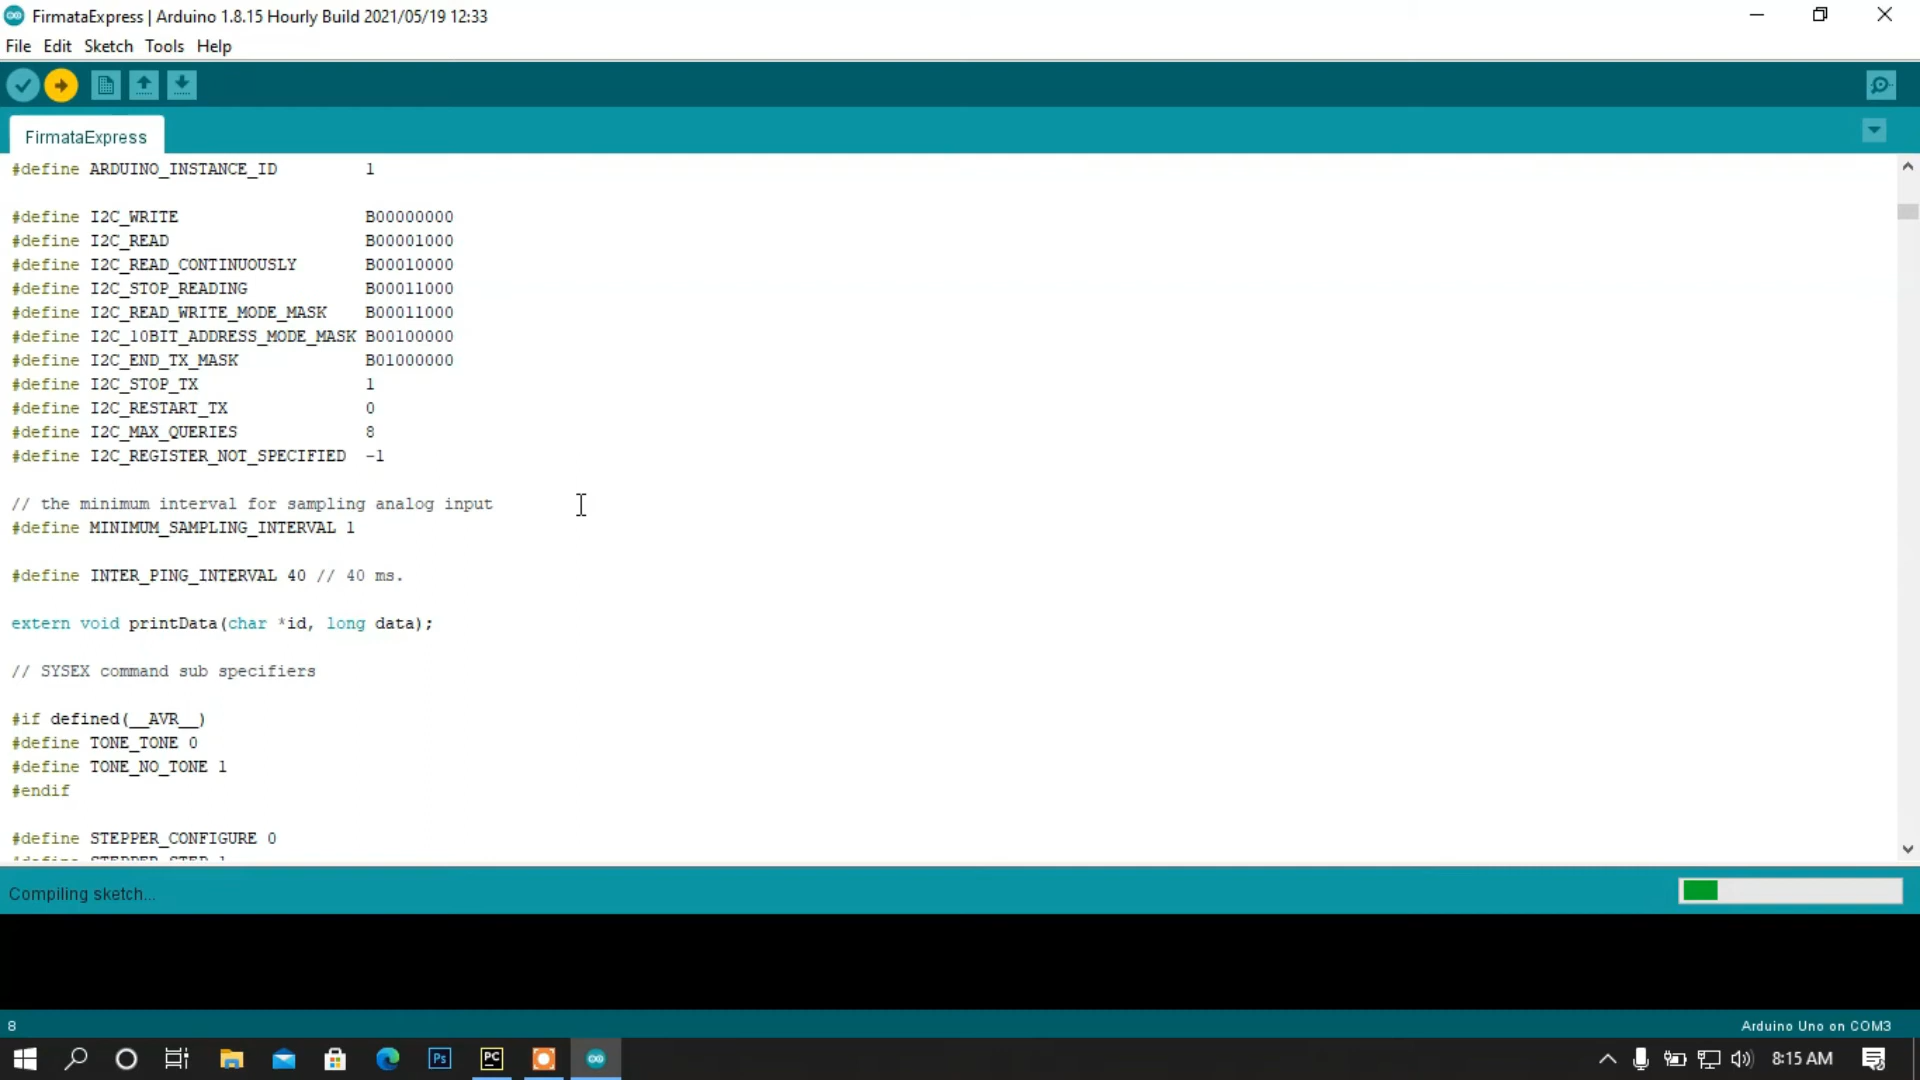 FirmataExpress | Arduino 1.8.15 Hourly Build 2021/05/19 12:33
File Edit Sketch Tools Help
FirmataExpress
#define ARDUINO_INSTANCE_ID 1
#define I2C_WRITE B00000000
#define I2C_READ B00001000
#define I2C_READ_CONTINUOUSLY B00010000
#define I2C_STOP_READING B00011000
#define I2C_READ_WRITE_MODE_MASK B00011000
#define I2C_10BIT_ADDRESS_MODE_MASK B00100000
#define I2C_END_TX_MASK B01000000
#define I2C_STOP_TX 1
#define I2C_RESTART_TX 0
#define I2C_MAX_QUERIES 8
#define I2C_REGISTER_NOT_SPECIFIED -1
// the minimum interval for sampling analog input
#define MINIMUM_SAMPLING_INTERVAL 1
#define INTER_PING_INTERVAL 40 // 40 ms.
extern void printData(char *id, long data);
// SYSEX command sub specifiers
#if defined(__AVR__)
#define TONE_TONE 0
#define TONE_NO_TONE 1
#endif
#define STEPPER_CONFIGURE 0
#define STEPPER_STEP 1
Compiling sketch...
8
Arduino Uno on COM3
Ps
PC
8:15 AM